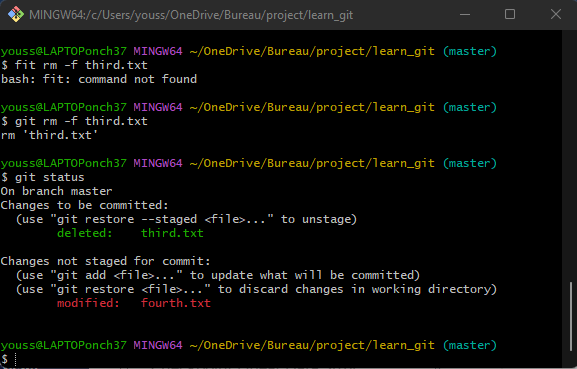 MINGW64:/c/Users/youss/OneDrive/Bureau/project/learn_git
youss@LAPTOPonch37 MINGW64 ~/OneDrive/Bureau/project/learn_git (master)
$ fit rm -f third.txt
bash: fit: command not found
youss@LAPTOPonch37 MINGW64 ~/OneDrive/Bureau/project/learn_git (master)
$ git rm -f third.txt
rm 'third.txt'
youss@LAPTOPonch37 MINGW64 ~/OneDrive/Bureau/project/learn_git (master)
$ git status
On branch master
Changes to be committed:
  (use "git restore --staged <file>..." to unstage)
        deleted:    third.txt
Changes not staged for commit:
  (use "git add <file>..." to update what will be committed)
  (use "git restore <file>..." to discard changes in working directory)
        modified:   fourth.txt
youss@LAPTOPonch37 MINGW64 ~/OneDrive/Bureau/project/learn_git (master)
$